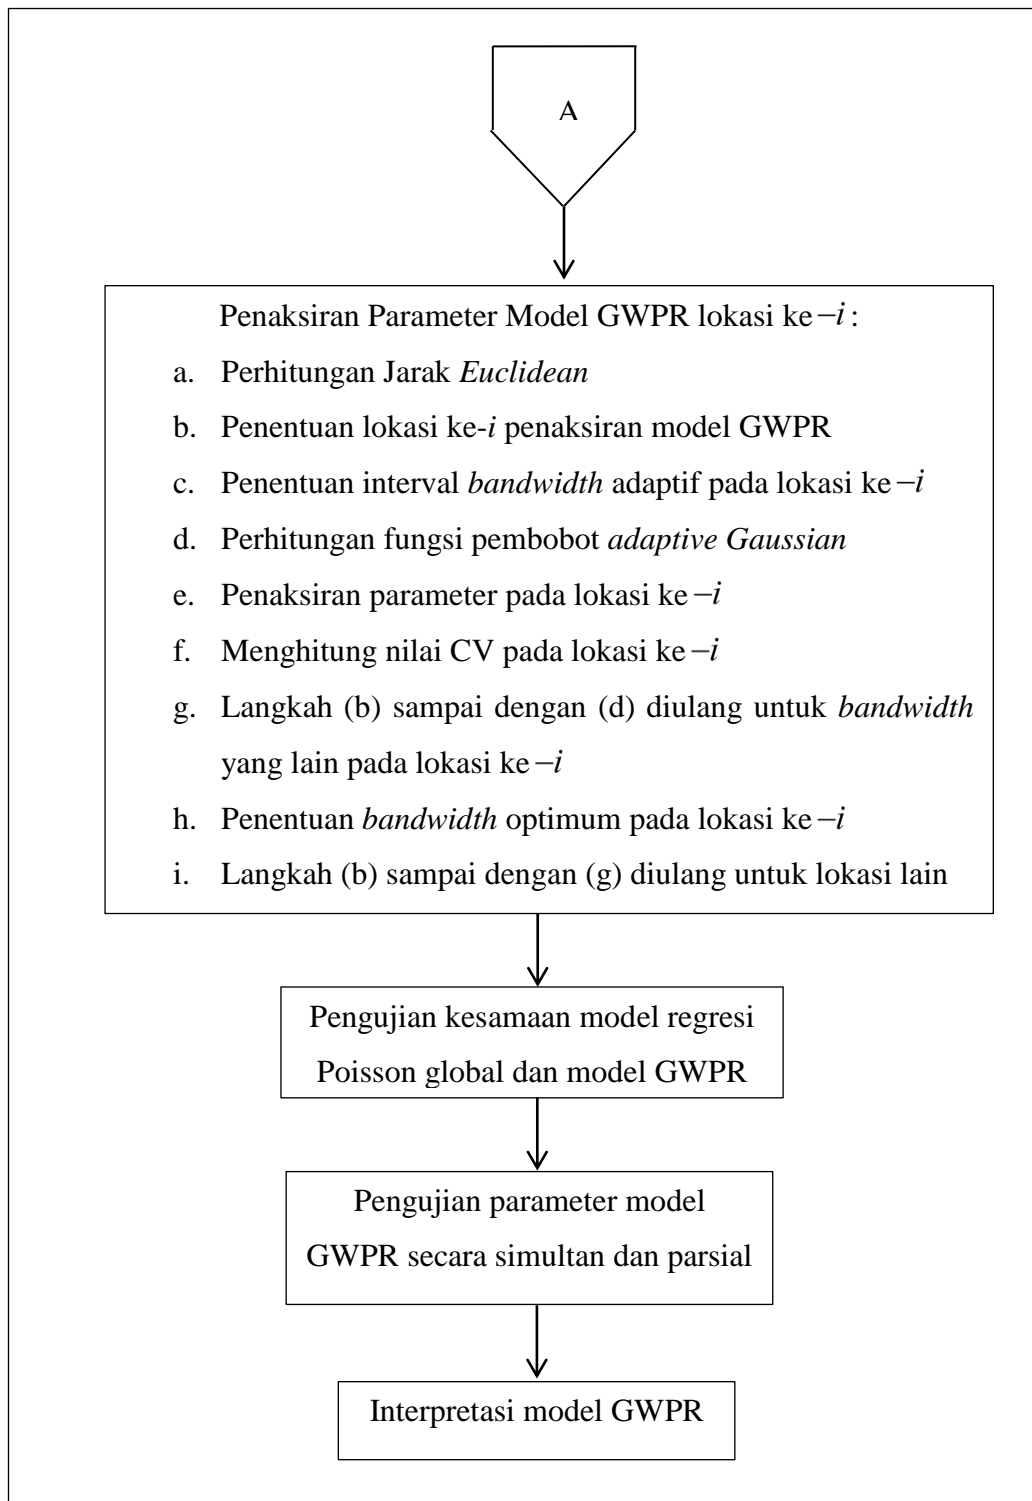 A
Penaksiran Parameter Model GWPR lokasi ke −i :
a. Perhitungan Jarak Euclidean
b. Penentuan lokasi ke-i penaksiran model GWPR
c. Penentuan interval bandwidth adaptif pada lokasi ke −i
d. Perhitungan fungsi pembobot adaptive Gaussian
e. Penaksiran parameter pada lokasi ke −i
f. Menghitung nilai CV pada lokasi ke −i
g. Langkah (b) sampai dengan (d) diulang untuk bandwidth
yang lain pada lokasi ke −i
h. Penentuan bandwidth optimum pada lokasi ke −i
i. Langkah (b) sampai dengan (g) diulang untuk lokasi lain
Pengujian kesamaan model regresi
Poisson global dan model GWPR
Pengujian parameter model
GWPR secara simultan dan parsial
Interpretasi model GWPR